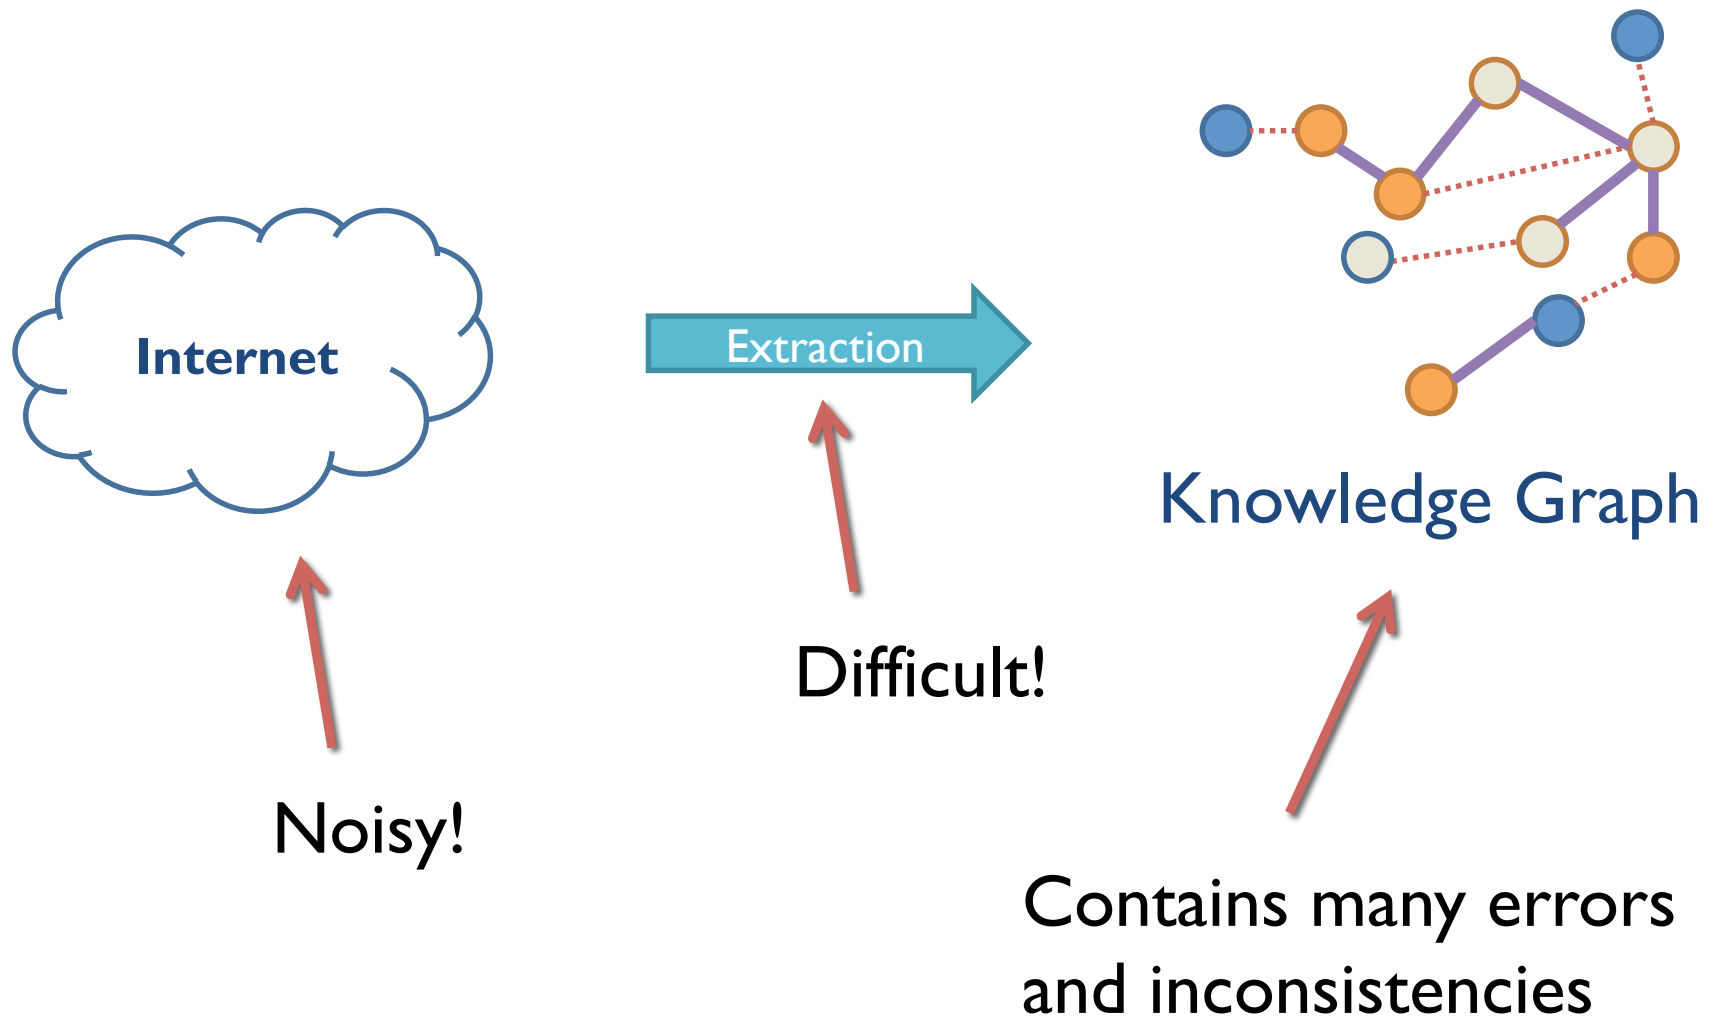 Internet
Extraction
Knowledge Graph
Difficult!
Noisy!
Contains many errors
and inconsistencies